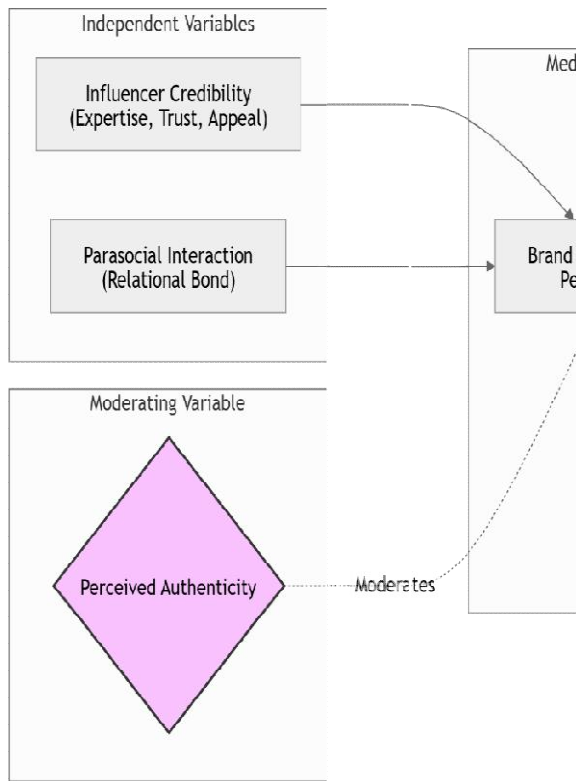 Independent Variables
Influencer Credibility
(Expertise, Trust, Appeal)
Parasocial Interaction
(Relational Bond)
Med
Brand
Pe
Moderating Variable
Perceived Authenticity
Moderates